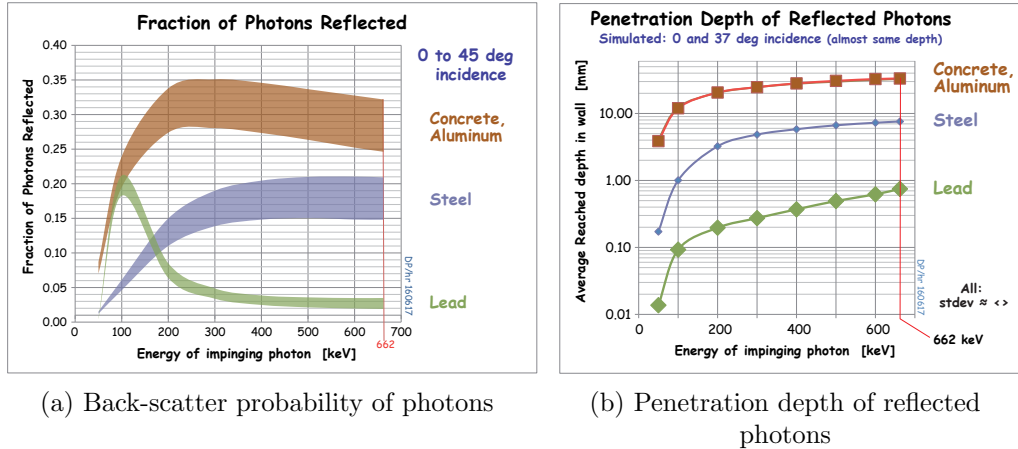 Fraction of Photons Reflected
0.40
0.35
0.30
0.25
0.20
0.15
0.10
0.05
0.00
Fraction of Photons Reflected
0 to 45 deg
incidence
Concrete,
Aluminum
Steel
Lead
DP/hr 160617
0 100 200 300 400 500 600 700
662
Energy of impinging photon [keV]
(a) Back-scatter probability of photons
Penetration Depth of Reflected Photons
Simulated: 0 and 37 deg incidence (almost same depth)
10.00
1.00
0.10
0.01
Average Reached depth in wall [mm]
Concrete,
Aluminum
Steel
Lead
DP/hr 160617
All:
stdev ≈ <>
0 200 400 600
662 keV
Energy of impinging photon [keV]
(b) Penetration depth of reflected
photons